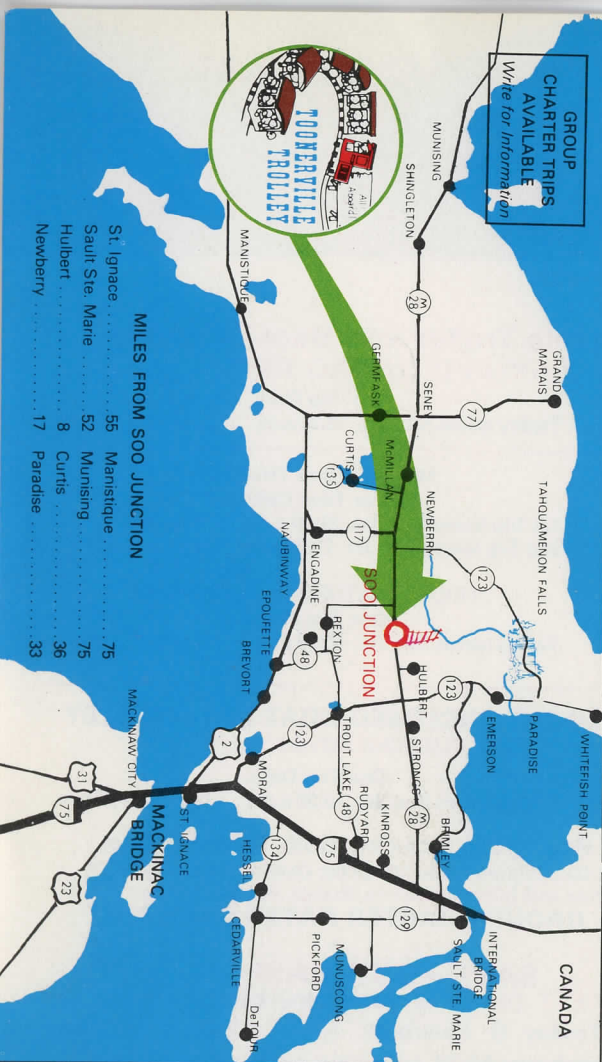 GROUP
CHARTER TRIPS
AVAILABLE
Write for Information
CANADA
WHITEFISH POINT
GRAND
MARAIS
TAHQUAMENON FALLS
PARADISE
EMERSON
INTERNATIONAL
BRIDGE
SAULT STE MARIE
MUNISING
SHINGLETON
M
28
77
SENEY
123
NEWBERRY
123
HULBERT
STRONGS
M
28
BRIMLEY
129
All
Aboard!
TOONERVILLE
TROLLEY
GERMFASK
McMILLAN
CURTIS
135
117
SOO JUNCTION
ENGADINE
REXTON
48
TROUT LAKE
48
RUDYARD
KINROSS
75
PICKFORD
MUNUSCONG
MANISTIQUE
NAUBINWAY
EPOUFETTE
BREVORT
123
2
MORAN
134
HESSEL
CEDARVILLE
DeTOUR
ST IGNACE
MACKINAC
BRIDGE
MACKINAW CITY
31
75
23
MILES FROM SOO JUNCTION
St. Ignace . . . . . . . . . . . . 55 Manistique . . . . . . . . . . 75
Sault Ste. Marie . . . . . 52 Munising . . . . . . . . . . . . 75
Hulbert . . . . . . . . . . . . . . . 8 Curtis . . . . . . . . . . . . . . . . 36
Newberry . . . . . . . . . . . . 17 Paradise . . . . . . . . . . . . . 33